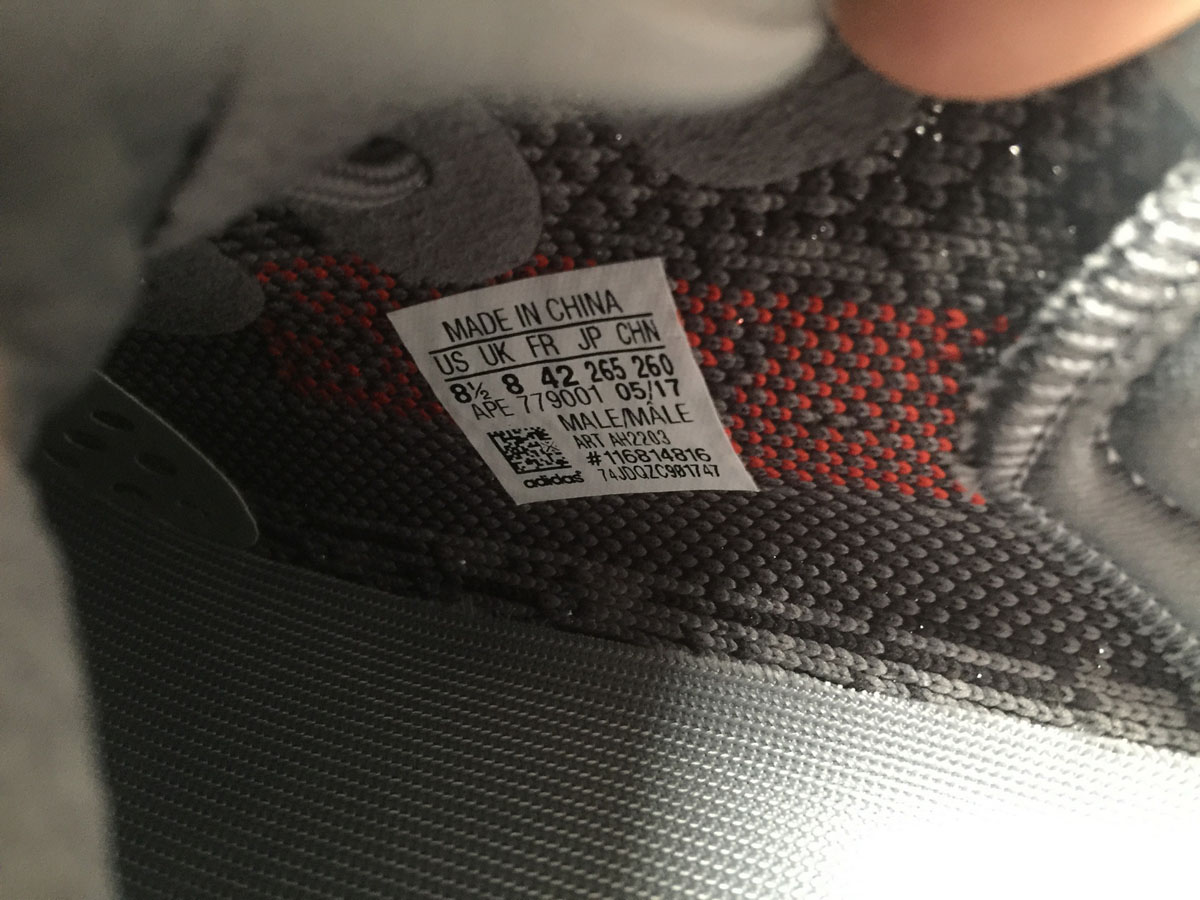 MADE IN CHINA
US UK FR JP CHN
8½ 8 42 265 260
APE 779001 05/17
MALE/MÂLE
ART AH2203
#116814816
74JDQZC9B1747
adidas